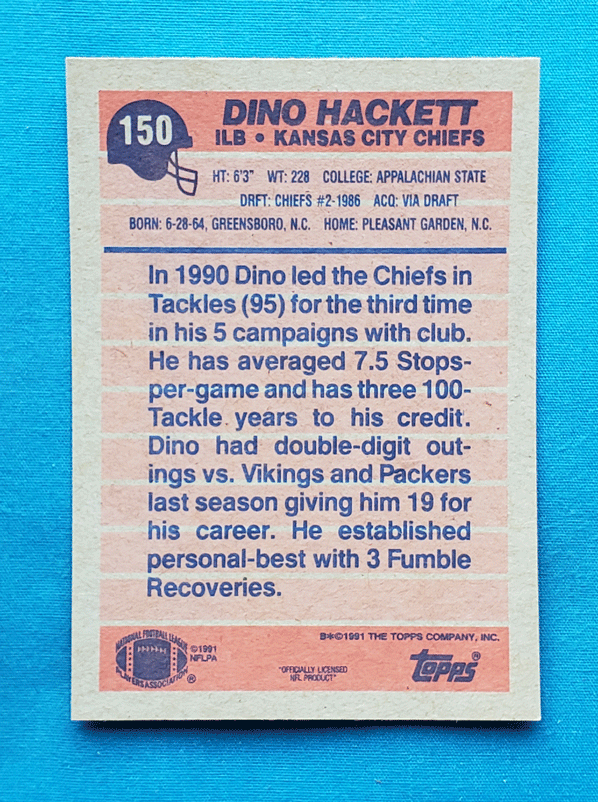 150
DINO HACKETT
ILB • KANSAS CITY CHIEFS
HT: 6'3" WT: 228 COLLEGE: APPALACHIAN STATE
DRFT: CHIEFS #2-1986 ACQ: VIA DRAFT
BORN: 6-28-64, GREENSBORO, N.C. HOME: PLEASANT GARDEN, N.C.
In 1990 Dino led the Chiefs in
Tackles (95) for the third time
in his 5 campaigns with club.
He has averaged 7.5 Stops-
per-game and has three 100-
Tackle years to his credit.
Dino had double-digit out-
ings vs. Vikings and Packers
last season giving him 19 for
his career. He established
personal-best with 3 Fumble
Recoveries.
NATIONAL FOOTBALL LEAGUE
PLAYERS ASSOCIATION ®
©1991
NFLPA
"OFFICIALLY LICENSED
NFL PRODUCT"
B*©1991 THE TOPPS COMPANY, INC.
topps®